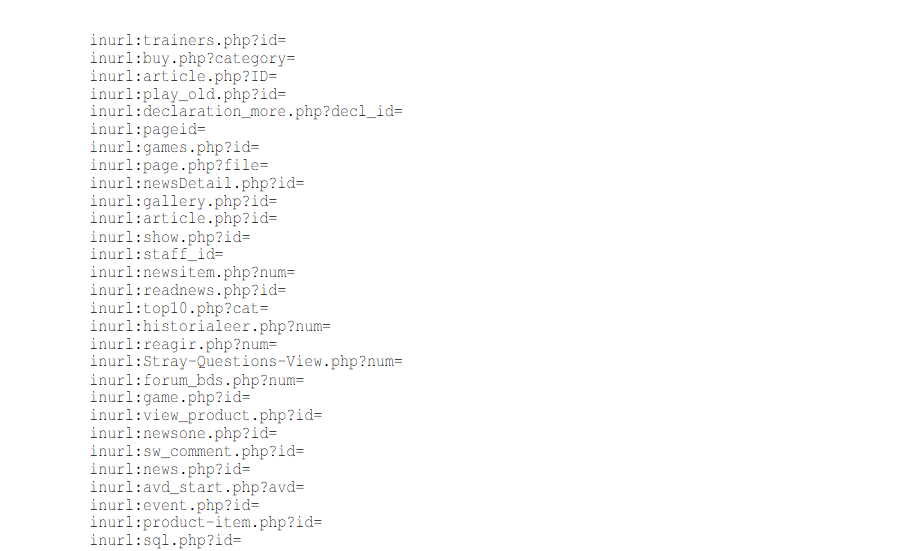 inurl:trainers.php?id=
inurl:buy.php?category=
inurl:article.php?ID=
inurl:play_old.php?id=
inurl:declaration_more.php?decl_id=
inurl:pageid=
inurl:games.php?id=
inurl:page.php?file=
inurl:newsDetail.php?id=
inurl:gallery.php?id=
inurl:article.php?id=
inurl:show.php?id=
inurl:staff_id=
inurl:newsitem.php?num=
inurl:readnews.php?id=
inurl:top10.php?cat=
inurl:historialeer.php?num=
inurl:reagir.php?num=
inurl:Stray-Questions-View.php?num=
inurl:forum_bds.php?num=
inurl:game.php?id=
inurl:view_product.php?id=
inurl:newsone.php?id=
inurl:sw_comment.php?id=
inurl:news.php?id=
inurl:avd_start.php?avd=
inurl:event.php?id=
inurl:product-item.php?id=
inurl:sql.php?id=